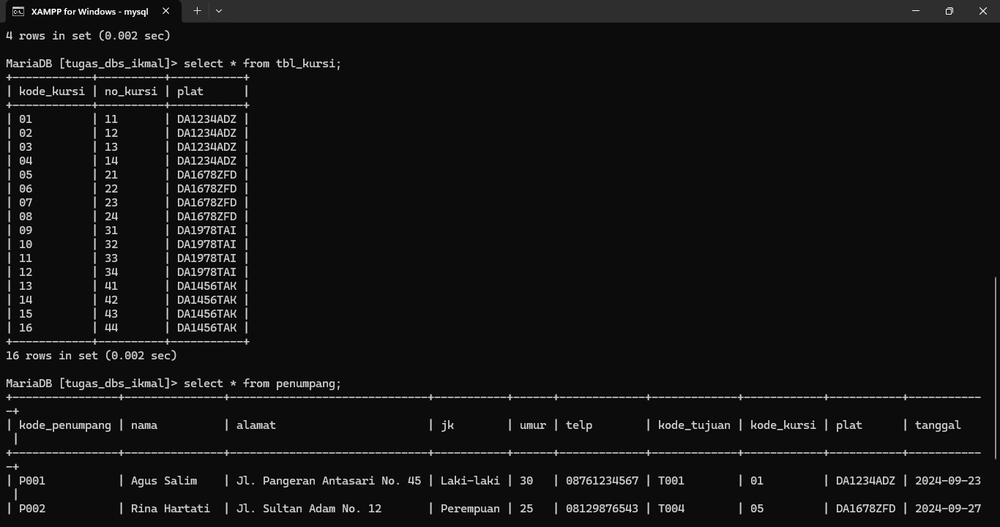 XAMPP for Windows - mysql
4 rows in set (0.002 sec)
MariaDB [tugas_dbs_ikmal]> select * from tbl_kursi;
+------------+----------+-----------+
| kode_kursi | no_kursi | plat      |
+------------+----------+-----------+
| 01         | 11       | DA1234ADZ |
| 02         | 12       | DA1234ADZ |
| 03         | 13       | DA1234ADZ |
| 04         | 14       | DA1234ADZ |
| 05         | 21       | DA1678ZFD |
| 06         | 22       | DA1678ZFD |
| 07         | 23       | DA1678ZFD |
| 08         | 24       | DA1678ZFD |
| 09         | 31       | DA1978TAI |
| 10         | 32       | DA1978TAI |
| 11         | 33       | DA1978TAI |
| 12         | 34       | DA1978TAI |
| 13         | 41       | DA1456TAK |
| 14         | 42       | DA1456TAK |
| 15         | 43       | DA1456TAK |
| 16         | 44       | DA1456TAK |
+------------+----------+-----------+
16 rows in set (0.002 sec)
MariaDB [tugas_dbs_ikmal]> select * from penumpang;
+----------------+---------------+------------------------------+-----------+------+-------------+-------------+------------+-----------+-----------
-+
| kode_penumpang | nama          | alamat                       | jk        | umur | telp        | kode_tujuan | kode_kursi | plat      | tanggal
 |
+----------------+---------------+------------------------------+-----------+------+-------------+-------------+------------+-----------+-----------
-+
| P001           | Agus Salim    | Jl. Pangeran Antasari No. 45 | Laki-laki | 30   | 08761234567 | T001        | 01         | DA1234ADZ | 2024-09-23
 |
| P002           | Rina Hartati  | Jl. Sultan Adam No. 12       | Perempuan | 25   | 08129876543 | T004        | 05         | DA1678ZFD | 2024-09-27